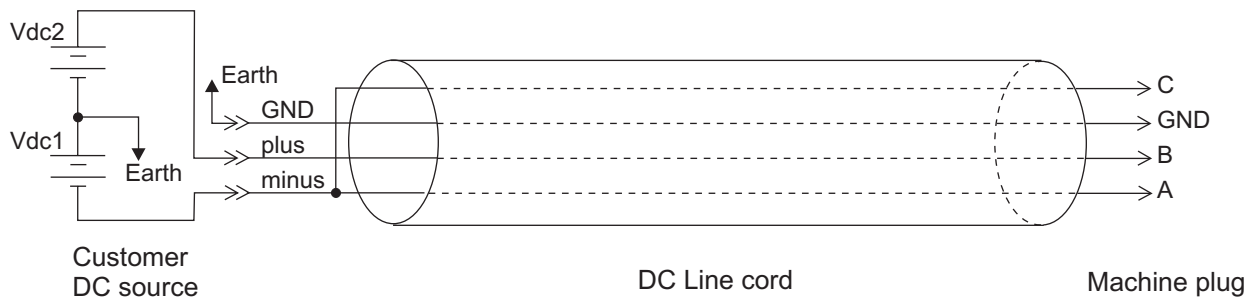 Vdc2
Earth
GND
plus
minus
Vdc1
Earth
C
GND
B
A
Customer
DC source
DC Line cord
Machine plug